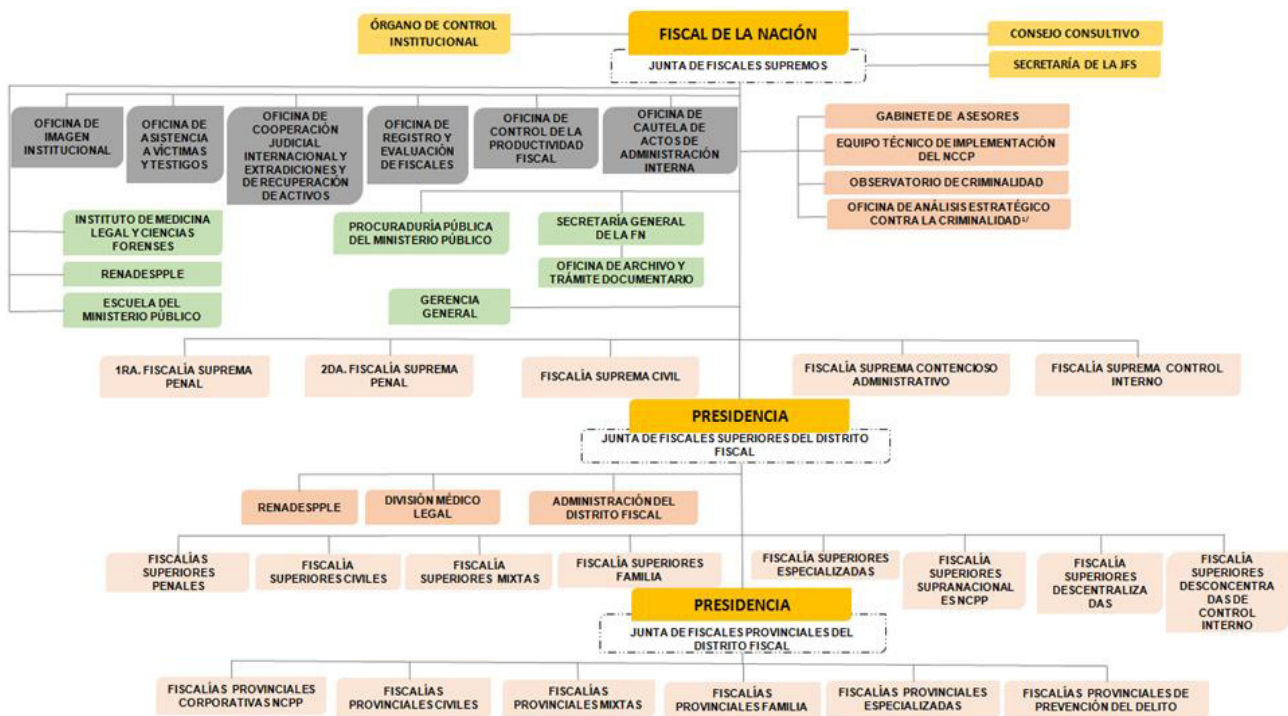 ÓRGANO DE CONTROL
INSTITUCIONAL
FISCAL DE LA NACIÓN
JUNTA DE FISCALES SUPREMOS
CONSEJO CONSULTIVO
SECRETARÍA DE LA JFS
OFICINA DE
IMAGEN
INSTITUCIONAL
OFICINA DE
ASISTENCIA
A VÍCTIMAS
Y TESTIGOS
OFICINA DE
COOPERACIÓN
JUDICIAL
INTERNACIONAL Y
EXTRADICIONES Y
DE RECUPERACIÓN
DE ACTIVOS
OFICINA DE
REGISTRO Y
EVALUACIÓN
DE FISCALES
OFICINA DE
CONTROL DE LA
PRODUCTIVIDAD
FISCAL
OFICINA DE
CAUTELA DE
ACTOS DE
ADMINISTRACIÓN
INTERNA
GABINETE DE ASESORES
EQUIPO TÉCNICO DE IMPLEMENTACIÓN
DEL NCCP
OBSERVATORIO DE CRIMINALIDAD
OFICINA DE ANÁLISIS ESTRATÉGICO
CONTRA LA CRIMINALIDAD1/
INSTITUTO DE MEDICINA
LEGAL Y CIENCIAS
FORENSES
RENADESPPLE
ESCUELA DEL
MINISTERIO PÚBLICO
PROCURADURÍA PÚBLICA
DEL MINISTERIO PÚBLICO
SECRETARÍA GENERAL
DE LA FN
OFICINA DE ARCHIVO Y
TRÁMITE DOCUMENTARIO
GERENCIA
GENERAL
1RA. FISCALÍA SUPREMA
PENAL
2DA. FISCALÍA SUPREMA
PENAL
FISCALÍA SUPREMA CIVIL
FISCALÍA SUPREMA CONTENCIOSO
ADMINISTRATIVO
FISCALÍA SUPREMA CONTROL
INTERNO
PRESIDENCIA
JUNTA DE FISCALES SUPERIORES DEL DISTRITO
FISCAL
RENADESPPLE
DIVISIÓN MÉDICO
LEGAL
ADMINISTRACIÓN DEL
DISTRITO FISCAL
FISCALÍAS
SUPERIORES
PENALES
FISCALÍA
SUPERIORES CIVILES
FISCALÍA
SUPERIORES MIXTAS
FISCALÍA SUPERIORES
FAMILIA
FISCALÍA SUPERIORES
ESPECIALIZADAS
FISCALÍA
SUPERIORES
SUPRANACIONAL
ES NCPP
FISCALÍA
SUPERIORES
DESCENTRALIZA
DAS
FISCALÍA
SUPERIORES
DESCONCENTRA
DAS DE
CONTROL
INTERNO
PRESIDENCIA
JUNTA DE FISCALES PROVINCIALES DEL
DISTRITO FISCAL
FISCALÍAS PROVINCIALES
CORPORATIVAS NCPP
FISCALÍAS
PROVINCIALES CIVILES
FISCALÍAS
PROVINCIALES MIXTAS
FISCALÍAS
PROVINCIALES FAMILIA
FISCALÍAS PROVINCIALES
ESPECIALIZADAS
FISCALÍAS PROVINCIALES DE
PREVENCIÓN DEL DELITO